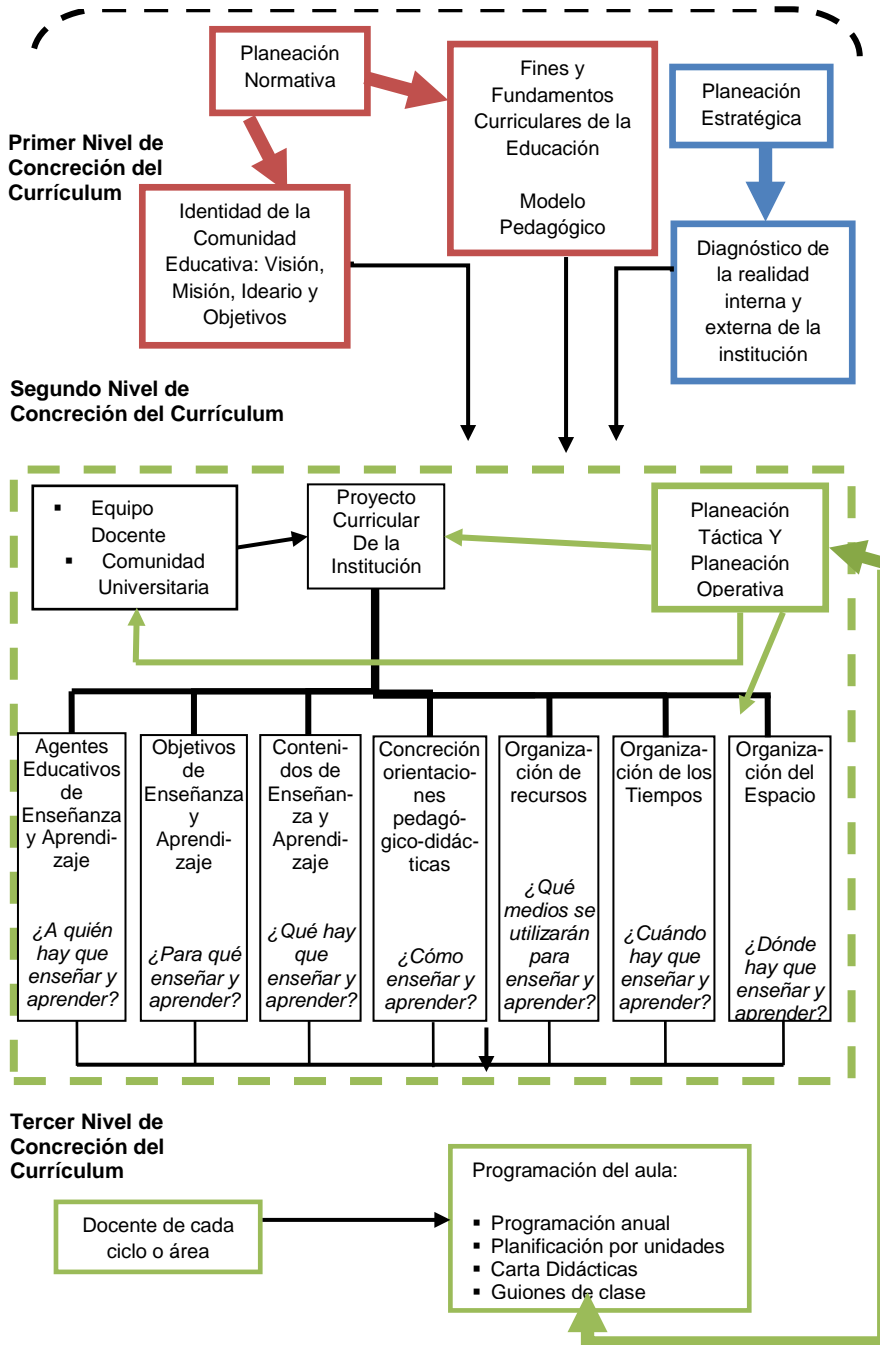 Planeación
Normativa
Fines y
Fundamentos
Curriculares de la
Educación
Modelo
Pedagógico
Planeación
Estratégica
Primer Nivel de
Concreción del
Currículum
Identidad de la
Comunidad
Educativa: Visión,
Misión, Ideario y
Objetivos
Diagnóstico de
la realidad
interna y
externa de la
institución
Segundo Nivel de
Concreción del Currículum
▪ Equipo
Docente
▪ Comunidad
Universitaria
Proyecto
Curricular
De la
Institución
Planeación
Táctica Y
Planeación
Operativa
Agentes
Educativos
de
Enseñanza
y Aprendi-
zaje
¿A quién
hay que
enseñar y
aprender?
Objetivos
de
Enseñanza
y
Aprendi-
zaje
¿Para qué
enseñar y
aprender?
Conteni-
dos de
Enseñan-
za y
Aprendi-
zaje
¿Qué hay
que
enseñar y
aprender?
Concreción
orientacio-
nes
pedagó-
gico-didác-
ticas
¿Cómo
enseñar y
aprender?
Organiza-
ción de
recursos
¿Qué
medios se
utilizarán
para
enseñar y
aprender?
Organiza-
ción de los
Tiempos
¿Cuándo
hay que
enseñar y
aprender?
Organiza-
ción del
Espacio
¿Dónde
hay que
enseñar y
aprender?
Tercer Nivel de
Concreción del
Currículum
Docente de cada
ciclo o área
Programación del aula:
▪ Programación anual
▪ Planificación por unidades
▪ Carta Didácticas
▪ Guiones de clase